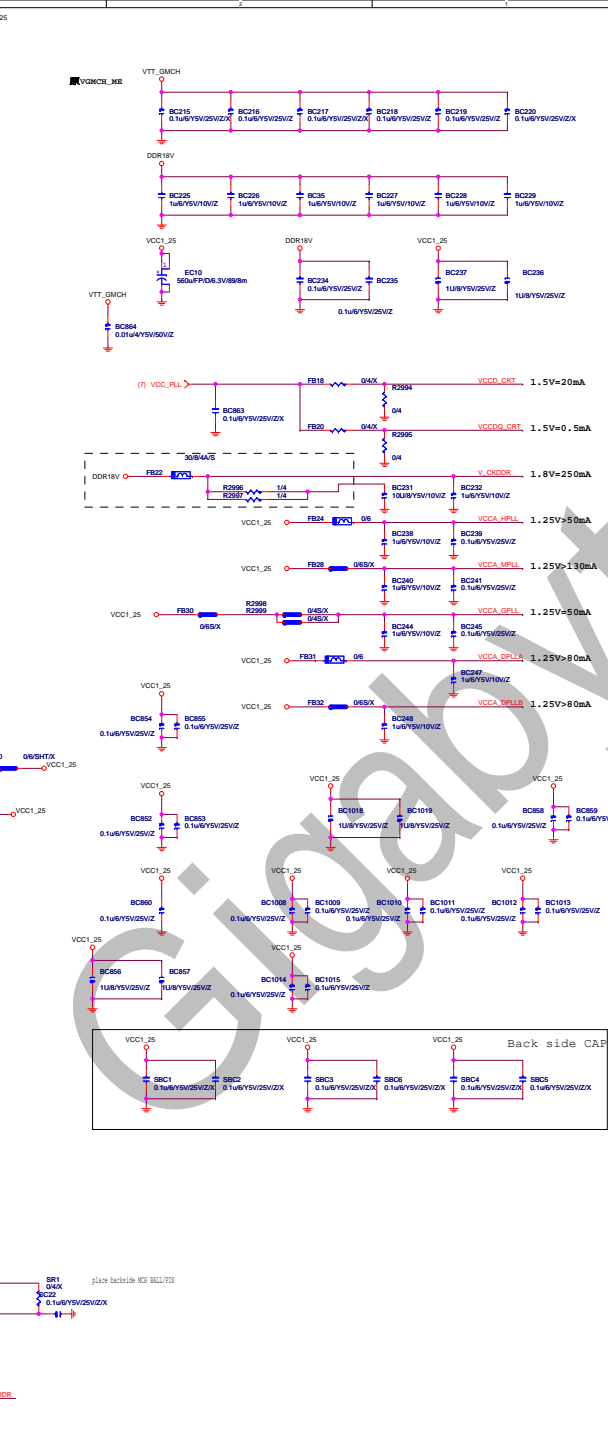 2
1
25
VGMCH_ME
VTT_GMCH
BC215
0.1u/6/Y5V/25V/Z/X
BC216
0.1u/6/Y5V/25V/Z
BC217
0.1u/6/Y5V/25V/Z/X
BC218
0.1u/6/Y5V/25V/Z
BC219
0.1u/6/Y5V/25V/Z
BC220
0.1u/6/Y5V/25V/Z/X
DDR18V
BC225
1u/6/Y5V/10V/Z
BC226
1u/6/Y5V/10V/Z
BC35
1u/6/Y5V/10V/Z
BC227
1u/6/Y5V/10V/Z
BC228
1u/6/Y5V/10V/Z
BC229
1u/6/Y5V/10V/Z
VCC1_25
1
EC10
560u/FP/D/6.3V/89/8m
DDR18V
BC234
0.1u/6/Y5V/25V/Z
BC235
0.1u/6/Y5V/25V/Z
VCC1_25
BC237
1U/8/Y5V/25V/Z
BC236
1U/8/Y5V/25V/Z
VTT_GMCH
BC864
0.01u/4/Y5V/50V/Z
(7) VCC_PLL
BC863
0.1u/6/Y5V/25V/Z/X
FB18 0/4/X
R2994
0/4
VCCD_CRT 1.5V=20mA
FB20 0/4/X
R2995
0/4
VCCDQ_CRT 1.5V=0.5mA
30/8/4A/S
DDR18V FB22
R2996 1/4
R2997 1/4
BC231
10U/8/Y5V/10V/Z
BC232
1u/6/Y5V/10V/Z
V_CKDDR 1.8V=250mA
VCC1_25 FB24 0/6
BC238
1u/6/Y5V/10V/Z
BC239
0.1u/6/Y5V/25V/Z
VCCA_HPLL 1.25V>50mA
VCC1_25 FB28 0/6S/X
BC240
1u/6/Y5V/10V/Z
BC241
0.1u/6/Y5V/25V/Z
VCCA_MPLL 1.25V>130mA
VCC1_25 FB30 0/6S/X
R2998 0/4S/X
R2999 0/4S/X
BC244
1u/6/Y5V/10V/Z
BC245
0.1u/6/Y5V/25V/Z
VCCA_GPLL 1.25V=50mA
VCC1_25 FB31 0/6
BC247
1u/6/Y5V/10V/Z
VCCA_DPLLA 1.25V>80mA
VCC1_25 FB32 0/6S/X
BC248
1u/6/Y5V/10V/Z
VCCA_DPLLB 1.25V>80mA
VCC1_25
BC854
0.1u/6/Y5V/25V/Z
BC855
0.1u/6/Y5V/25V/Z
0 0/6/SHT/X
VCC1_25
VCC1_25
VCC1_25
BC852
0.1u/6/Y5V/25V/Z
BC853
0.1u/6/Y5V/25V/Z
VCC1_25
BC1018
1U/8/Y5V/25V/Z
BC1019
1U/8/Y5V/25V/Z
VCC1_25
BC858
0.1u/6/Y5V/25V/Z
BC859
0.1u/6/Y5V
VCC1_25
BC860
0.1u/6/Y5V/25V/Z
VCC1_25
BC1008
0.1u/6/Y5V/25V/Z
BC1009
0.1u/6/Y5V/25V/Z
VCC1_25
BC1010
0.1u/6/Y5V/25V/Z
BC1011
0.1u/6/Y5V/25V/Z
VCC1_25
BC1012
0.1u/6/Y5V/25V/Z
BC1013
0.1u/6/Y5V/25V/Z
VCC1_25
BC856
1U/8/Y5V/25V/Z
BC857
1U/8/Y5V/25V/Z
VCC1_25
BC1014
0.1u/6/Y5V/25V/Z
BC1015
0.1u/6/Y5V/25V/Z
Back side CAP
VCC1_25
SBC1
0.1u/6/Y5V/25V/Z/X
SBC2
0.1u/6/Y5V/25V/Z/X
VCC1_25
SBC3
0.1u/6/Y5V/25V/Z/X
SBC6
0.1u/6/Y5V/25V/Z/X
VCC1_25
SBC4
0.1u/6/Y5V/25V/Z/X
SBC5
0.1u/6/Y5V/25V/Z/X
SR1
0/4/X
SC22
0.1u/6/Y5V/25V/Z/X
place backside MCH BALL/PIN
DDR
Gigaby